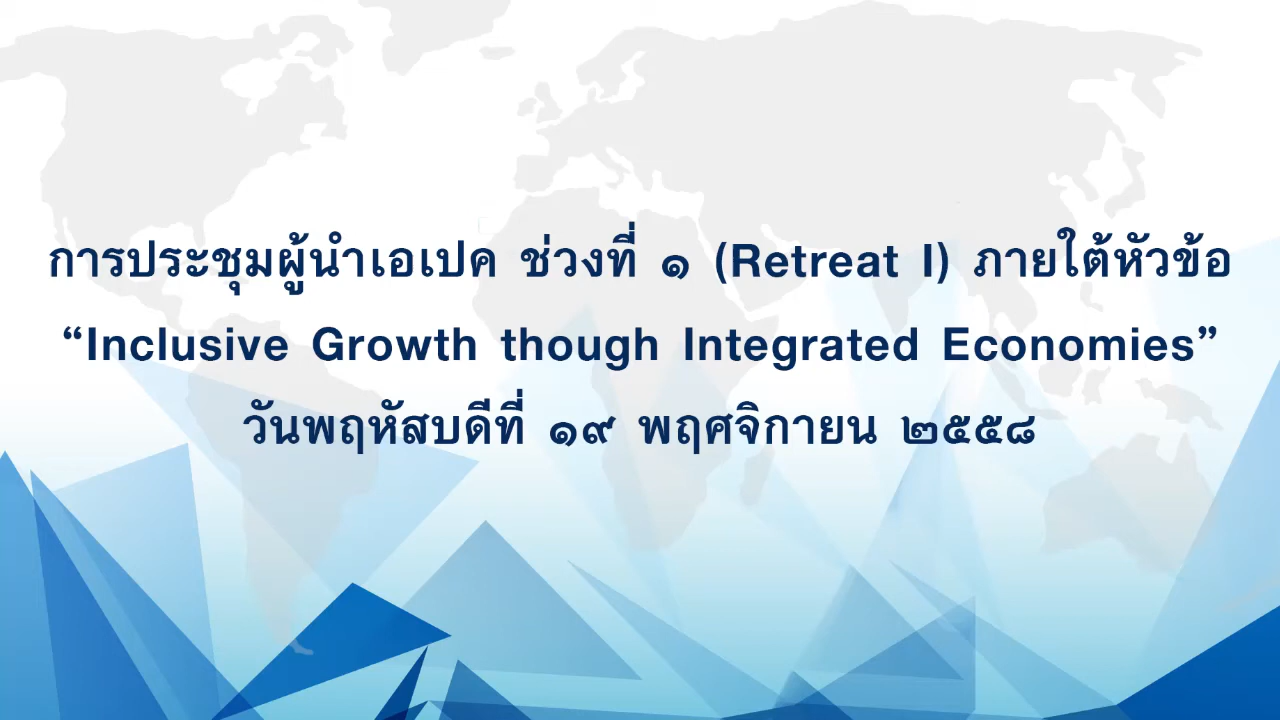 การประชุมผู้นำเอเปค ช่วงที่ ๑ (Retreat I) ภายใต้หัวข้อ
“Inclusive Growth though Integrated Economies”
วันพฤหัสบดีที่ ๑๙ พฤศจิกายน ๒๕๕๘